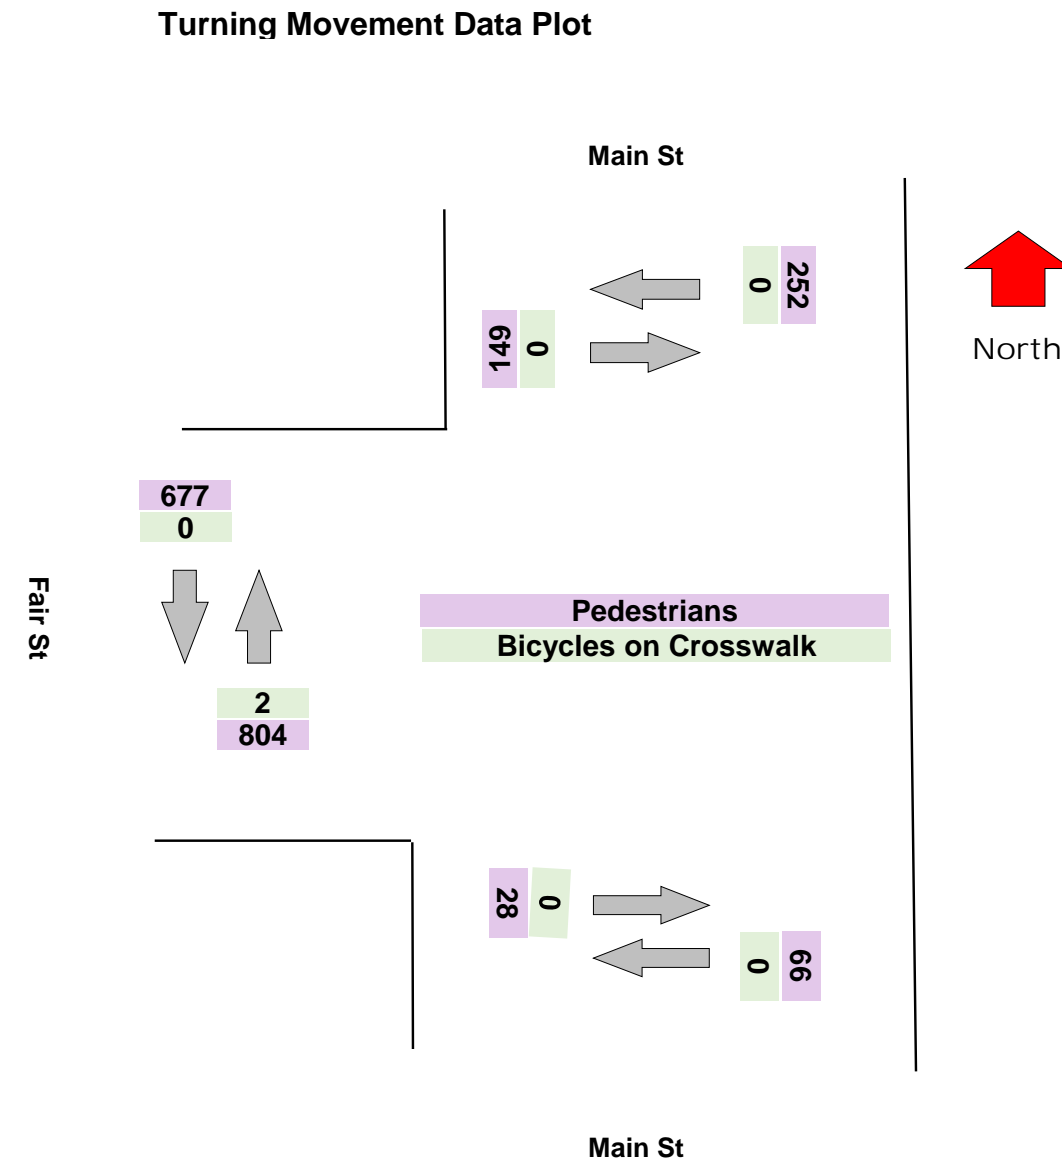 Turning Movement Data Plot
Main St
252
0
149
0
North
677
0
Fair St
Pedestrians
Bicycles on Crosswalk
2
804
28
0
0
66
Main St